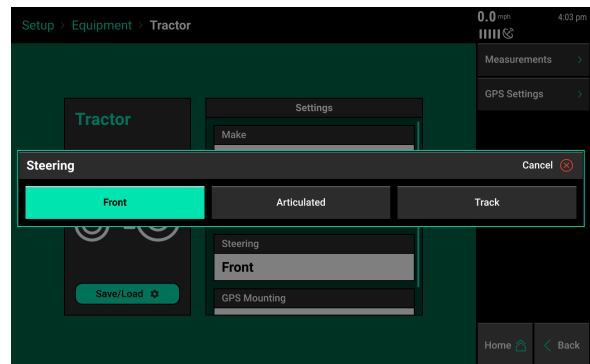 Setup > Equipment > Tractor
0.0 mph 4:03 pm
Measurements >
GPS Settings >
Tractor
Settings
Make
Steering
Cancel
Front
Articulated
Track
Steering
Front
Save/Load
GPS Mounting
Home
< Back